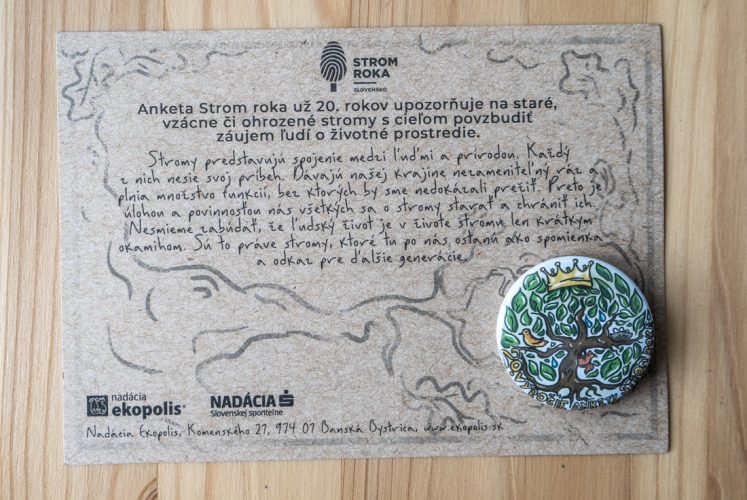 STROM
ROKA
SLOVENSKO
Anketa Strom roka už 20. rokov upozorňuje na staré,
vzácne či ohrozené stromy s cieľom povzbudiť
záujem ľudí o životné prostredie.
Stromy predstavujú spojenie medzi ľuďmi a prírodou. Každý
z nich nesie svoj príbeh. Dávajú našej krajine nezameniteľný ráz a
plnia množstvo funkcií, bez ktorých by sme nedokázali prežiť. Preto je
úlohou a povinnosťou nás všetkých sa o stromy starať a chrániť ich.
Nesmieme zabúdať, že ľudský život je v živote stromu len krátkym
okamihom. Sú to práve stromy, ktoré tu po nás ostanú ako spomienka
a odkaz pre ďalšie generácie.
nadácia
ekopolis
NADÁCIA
Slovenskej sporiteľne
Nadácia Ekopolis, Komenského 21, 974 01 Banská Bystrica, www.ekopolis.sk
ANKETY